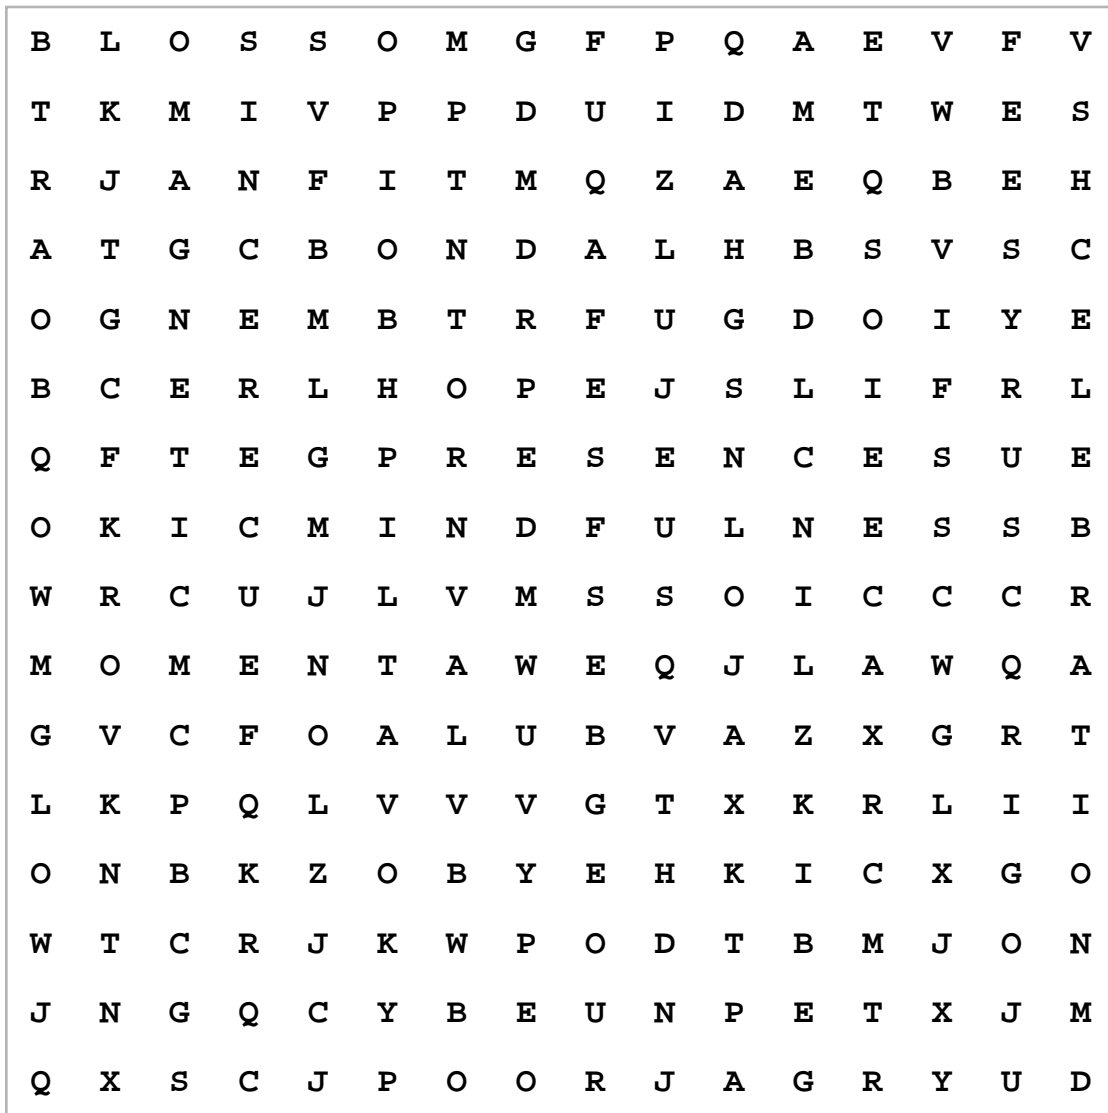 B L O S S O M G F P Q A E V F V
T K M I V P P D U I D M T W E S
R J A N F I T M Q Z A E Q B E H
A T G C B O N D A L H B S V S C
O G N E M B T R F U G D O I Y E
B C E R L H O P E J S L I F R L
Q F T E G P R E S E N C E S U E
O K I C M I N D F U L N E S S B
W R C U J L V M S S O I C C C R
M O M E N T A W E Q J L A W Q A
G V C F O A L U B V A Z X G R T
L K P Q L V V V G T X K R L I I
O N B K Z O B Y E H K I C X G O
W T C R J K W P O D T B M J O N
J N G Q C Y B E U N P E T X J M
Q X S C J P O O R J A G R Y U D